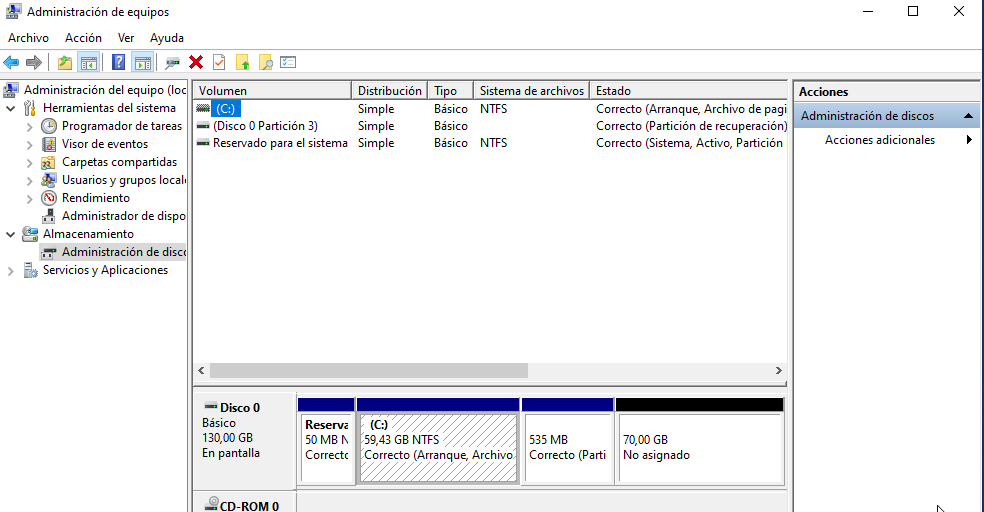 Administración de equipos
Archivo Acción Ver Ayuda
Administración del equipo (loc
Herramientas del sistema
Programador de tareas
Visor de eventos
Carpetas compartidas
Usuarios y grupos locale
Rendimiento
Administrador de dispo
Almacenamiento
Administración de disco
Servicios y Aplicaciones
Volumen Distribución Tipo Sistema de archivos Estado
(C:) Simple Básico NTFS Correcto (Arranque, Archivo de pagi
(Disco 0 Partición 3) Simple Básico Correcto (Partición de recuperación)
Reservado para el sistema Simple Básico NTFS Correcto (Sistema, Activo, Partición
Acciones
Administración de discos
Acciones adicionales
Disco 0
Básico
130,00 GB
En pantalla
Reserva
50 MB N
Correcto
(C:)
59,43 GB NTFS
Correcto (Arranque, Archivo
535 MB
Correcto (Parti
70,00 GB
No asignado
CD-ROM 0